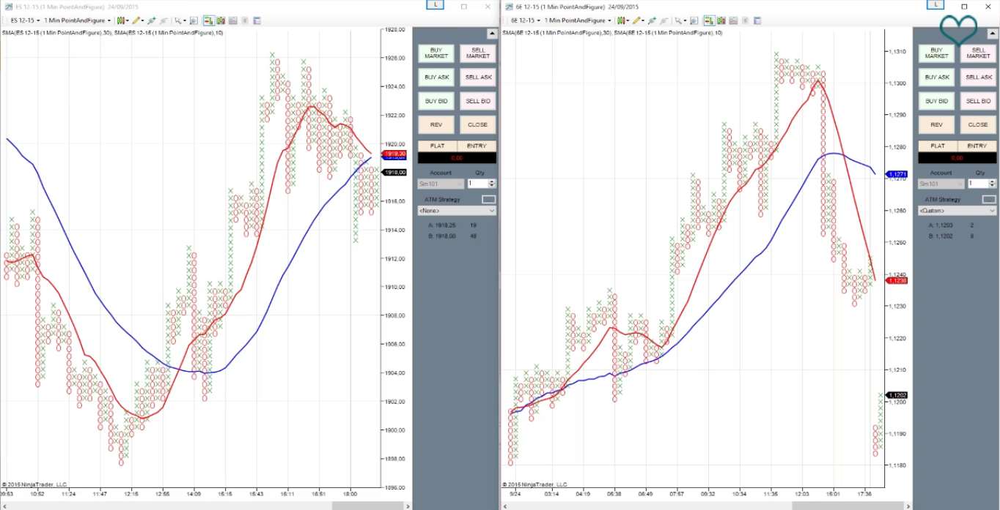 ES 12-15 (1 Min PointAndFigure) 24/09/2015
L
ES 12-15
1 Min PointAndFigure
SMA(ES 12-15 (1 Min PointAndFigure),30), SMA(ES 12-15 (1 Min PointAndFigure),10)
1928,00
1926,00
1924,00
1922,00
1920,00
1919,30
1918,00
1916,00
1914,00
1912,00
1910,00
1908,00
1906,00
1904,00
1902,00
1900,00
1898,00
1896,00
© 2015 NinjaTrader, LLC
09:53 10:52 11:24 11:47 12:15 12:55 14:09 15:15 15:43 16:11 16:51 18:00
BUY MARKET
SELL MARKET
BUY ASK
SELL ASK
BUY BID
SELL BID
REV
CLOSE
FLAT
ENTRY
0,00
Account
Qty
Sim101
1
ATM Strategy
<None>
A: 1918,25 19
B: 1918,00 48
6E 12-15 (1 Min PointAndFigure) 24/09/2015
L
6E 12-15
1 Min PointAndFigure
SMA(6E 12-15 (1 Min PointAndFigure),30), SMA(6E 12-15 (1 Min PointAndFigure),10)
1,1310
1,1300
1,1290
1,1280
1,1271
1,1270
1,1260
1,1250
1,1240
1,1238
1,1230
1,1220
1,1210
1,1202
1,1200
1,1190
1,1180
© 2015 NinjaTrader, LLC
9/24 03:14 04:19 05:38 06:49 07:57 09:32 10:34 11:35 12:03 15:01 17:36
BUY MARKET
SELL MARKET
BUY ASK
SELL ASK
BUY BID
SELL BID
REV
CLOSE
FLAT
ENTRY
0,00
Account
Qty
Sim101
1
ATM Strategy
<Custom>
A: 1,1203 2
B: 1,1202 8